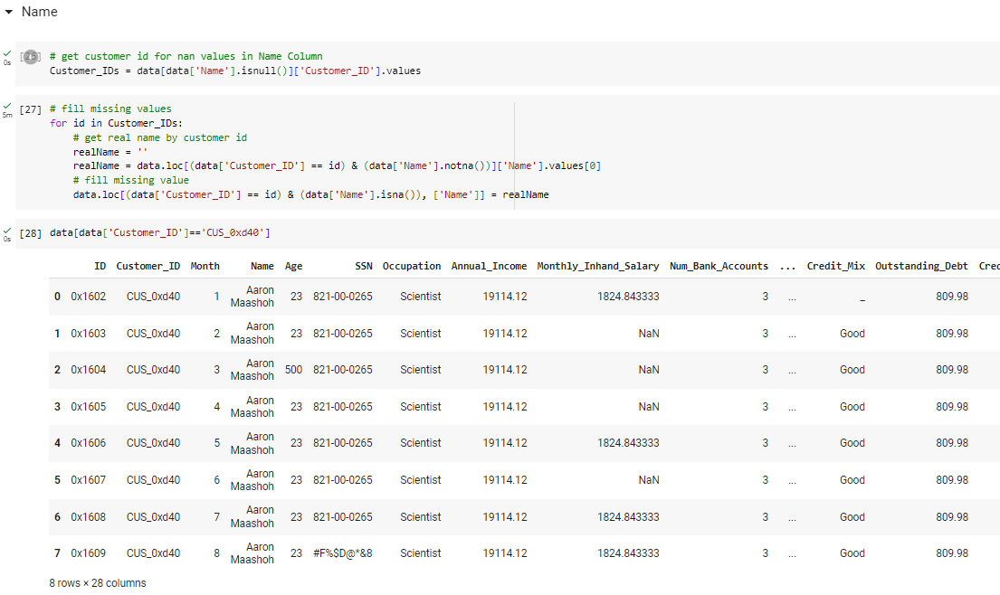 Name
0s
[25] # get customer id for nan values in Name Column
Customer_IDs = data[data['Name'].isnull()]['Customer_ID'].values
5m
[27] # fill missing values
for id in Customer_IDs:
# get real name by customer id
realName = ''
realName = data.loc[(data['Customer_ID'] == id) & (data['Name'].notna())]['Name'].values[0]
# fill missing value
data.loc[(data['Customer_ID'] == id) & (data['Name'].isna()), ['Name']] = realName
0s
[28] data[data['Customer_ID']=='CUS_0xd40']
ID Customer_ID Month Name Age SSN Occupation Annual_Income Monthly_Inhand_Salary Num_Bank_Accounts ... Credit_Mix Outstanding_Debt Cred
0 0x1602 CUS_0xd40 1 Aaron Maashoh 23 821-00-0265 Scientist 19114.12 1824.843333 3 ... _ 809.98
1 0x1603 CUS_0xd40 2 Aaron Maashoh 23 821-00-0265 Scientist 19114.12 NaN 3 ... Good 809.98
2 0x1604 CUS_0xd40 3 Aaron Maashoh 500 821-00-0265 Scientist 19114.12 NaN 3 ... Good 809.98
3 0x1605 CUS_0xd40 4 Aaron Maashoh 23 821-00-0265 Scientist 19114.12 NaN 3 ... Good 809.98
4 0x1606 CUS_0xd40 5 Aaron Maashoh 23 821-00-0265 Scientist 19114.12 1824.843333 3 ... Good 809.98
5 0x1607 CUS_0xd40 6 Aaron Maashoh 23 821-00-0265 Scientist 19114.12 NaN 3 ... Good 809.98
6 0x1608 CUS_0xd40 7 Aaron Maashoh 23 821-00-0265 Scientist 19114.12 1824.843333 3 ... Good 809.98
7 0x1609 CUS_0xd40 8 Aaron Maashoh 23 #F%$D@*&8 Scientist 19114.12 1824.843333 3 ... Good 809.98
8 rows × 28 columns